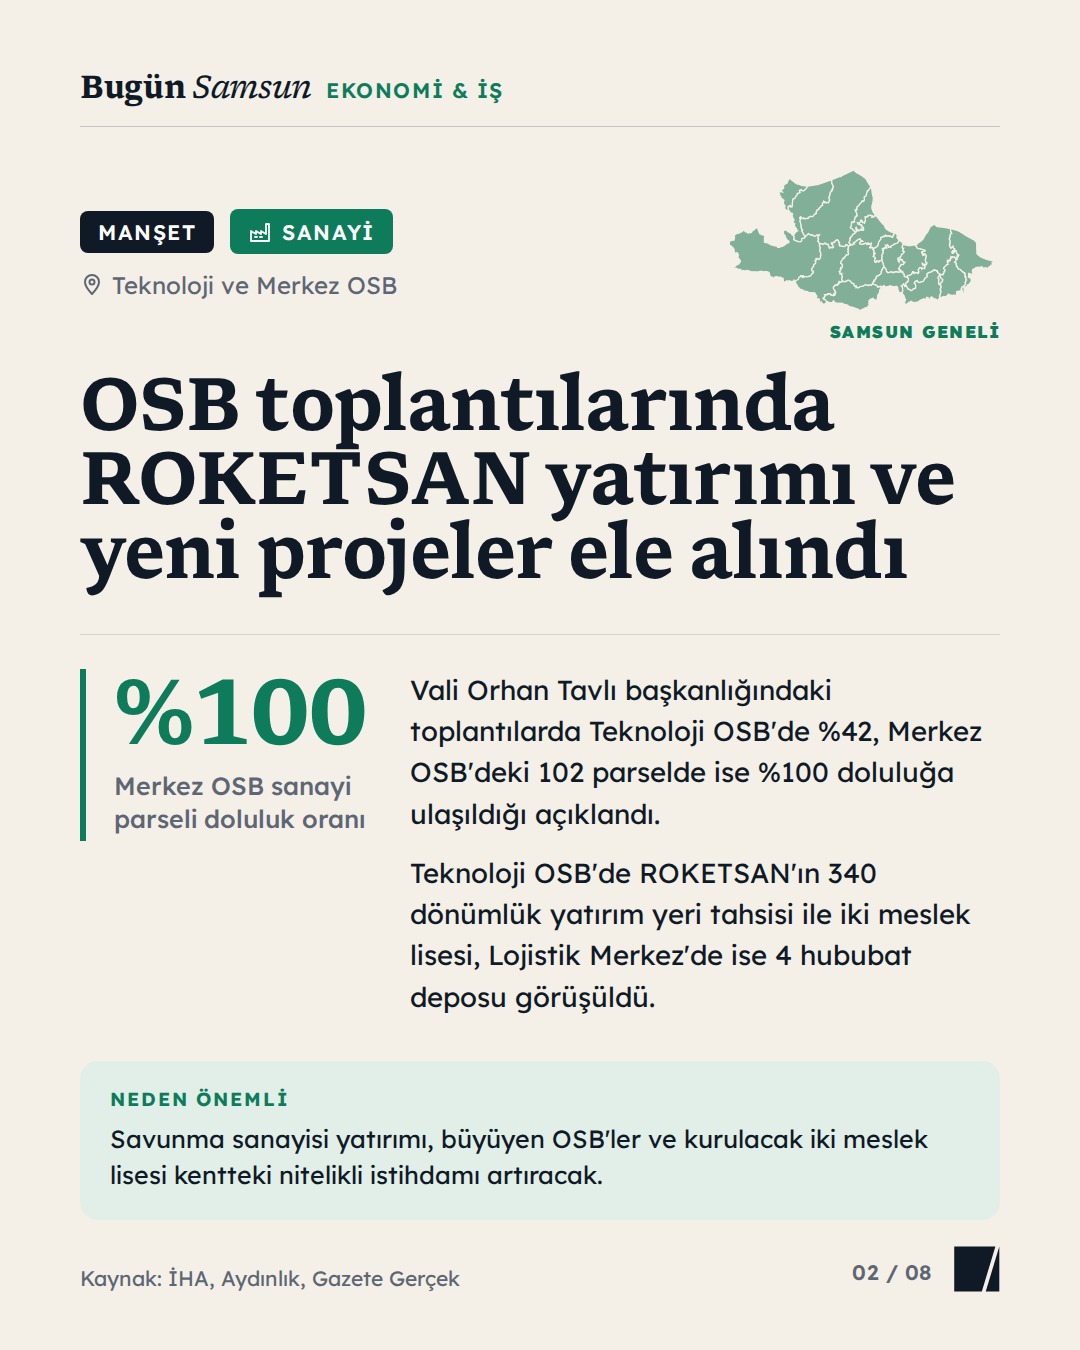 Bugün Samsun EKONOMİ & İŞ
MANŞET
SANAYİ
Teknoloji ve Merkez OSB
SAMSUN GENELİ
OSB toplantılarında
ROKETSAN yatırımı ve
yeni projeler ele alındı
%100
Merkez OSB sanayi
parseli doluluk oranı
Vali Orhan Tavlı başkanlığındaki
toplantılarda Teknoloji OSB'de %42, Merkez
OSB'deki 102 parselde ise %100 doluluğa
ulaşıldığı açıklandı.
Teknoloji OSB'de ROKETSAN'ın 340
dönümlük yatırım yeri tahsisi ile iki meslek
lisesi, Lojistik Merkez'de ise 4 hububat
deposu görüşüldü.
NEDEN ÖNEMLİ
Savunma sanayisi yatırımı, büyüyen OSB'ler ve kurulacak iki meslek
lisesi kentteki nitelikli istihdamı artıracak.
Kaynak: İHA, Aydınlık, Gazete Gerçek
02 / 08